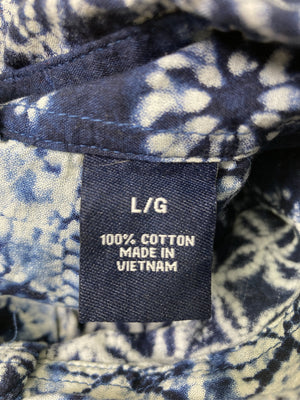 L/G
100% COTTON
MADE IN
VIETNAM